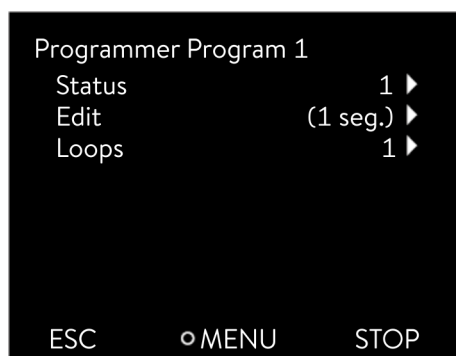 Programmer Program 1
Status 1
Edit (1 seg.)
Loops 1
ESC MENU STOP